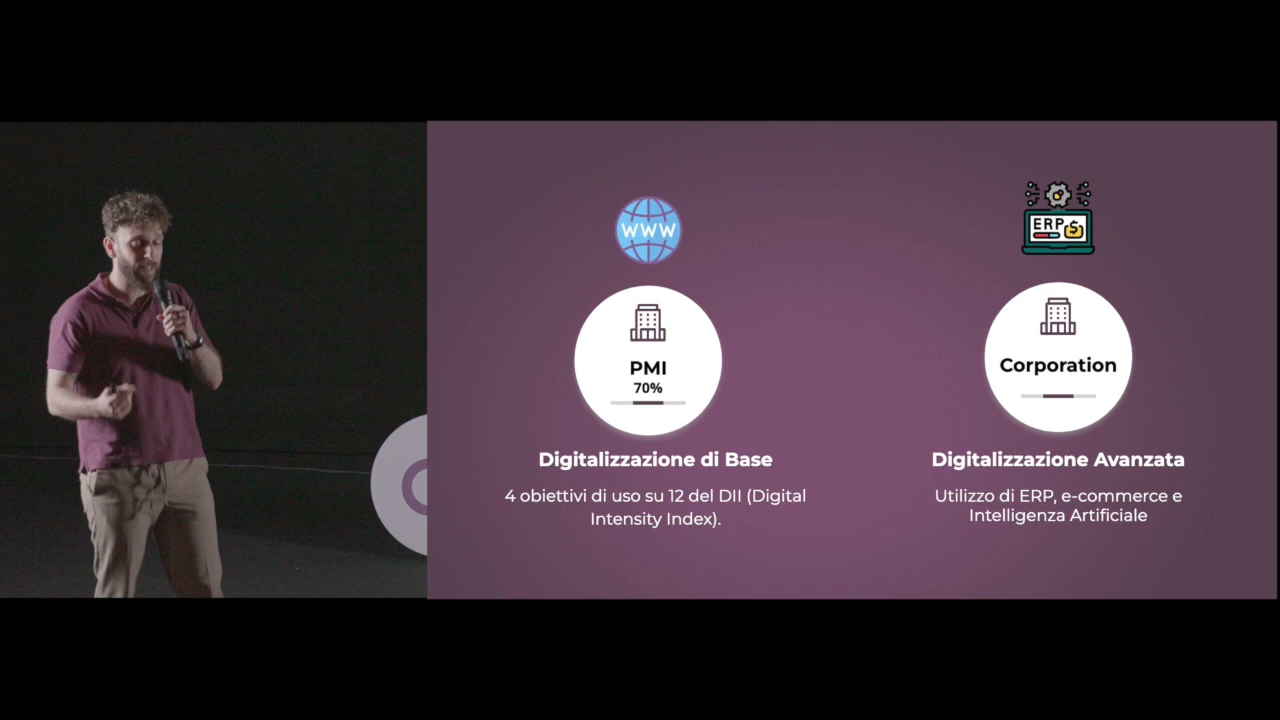 WWW
PMI
70%
Digitalizzazione di Base
4 obiettivi di uso su 12 del DII (Digital
Intensity Index).
ERP
$
Corporation
Digitalizzazione Avanzata
Utilizzo di ERP, e-commerce e
Intelligenza Artificiale